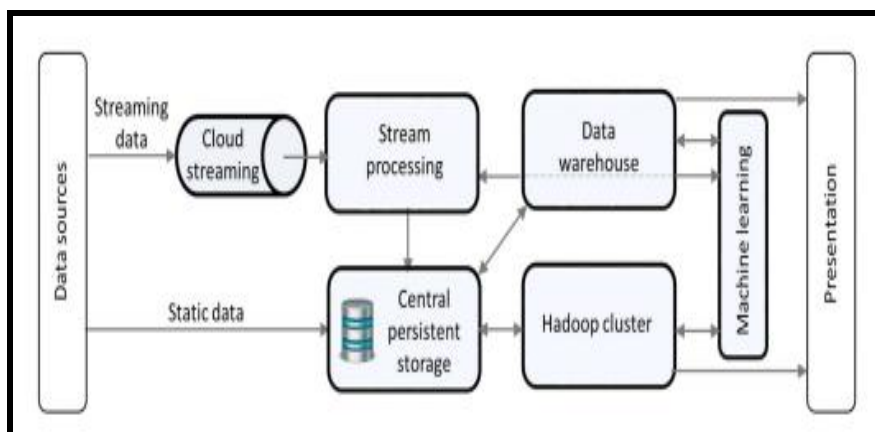 Data sources
Streaming
data
Cloud
streaming
Stream
processing
Data
warehouse
Machine learning
Presentation
Static data
Central
persistent
storage
Hadoop cluster